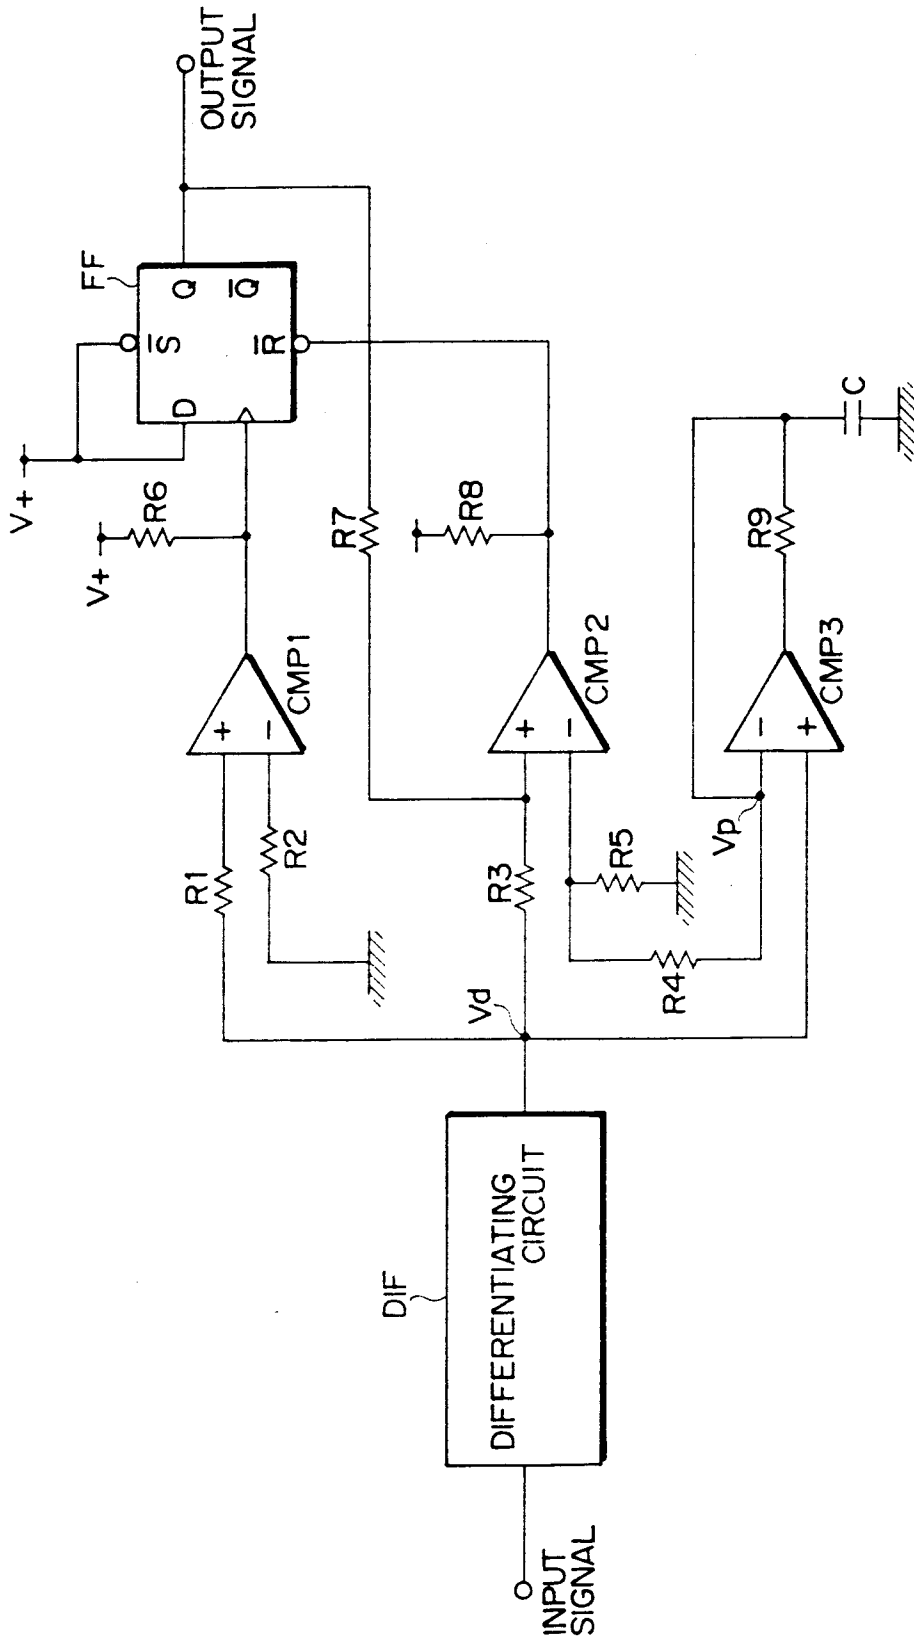 INPUT
SIGNAL
DIF
DIFFERENTIATING
CIRCUIT
Vd
R1
R2
+
−
CMP1
V+
R6
V+
FF
D
S̅
Q
Q̅
R̅
OUTPUT
SIGNAL
R3
R7
+
−
CMP2
R8
R4
R5
Vp
−
+
CMP3
R9
C